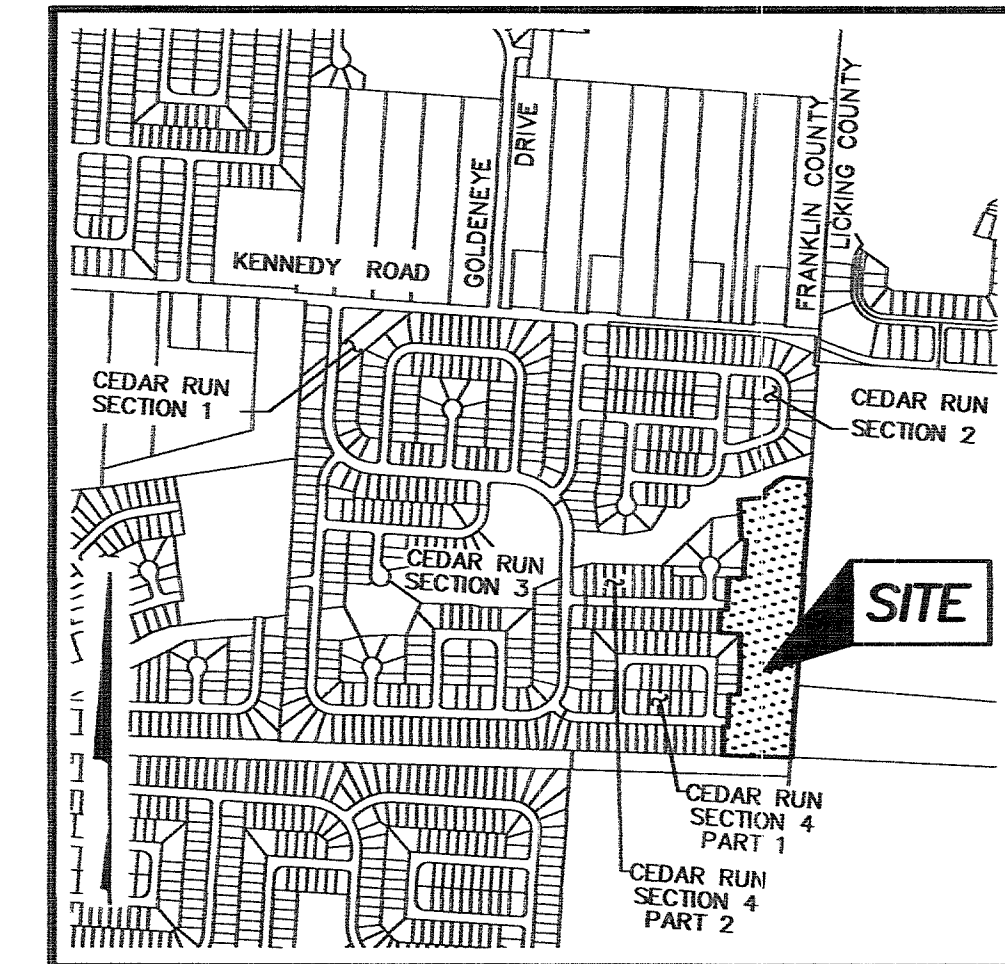 GOLDENEYE
DRIVE
FRANKLIN COUNTY
LICKING COUNTY
KENNEDY ROAD
CEDAR RUN
SECTION 1
CEDAR RUN
SECTION 2
CEDAR RUN
SECTION 3
SITE
CEDAR RUN
SECTION 4
PART 1
CEDAR RUN
SECTION 4
PART 2